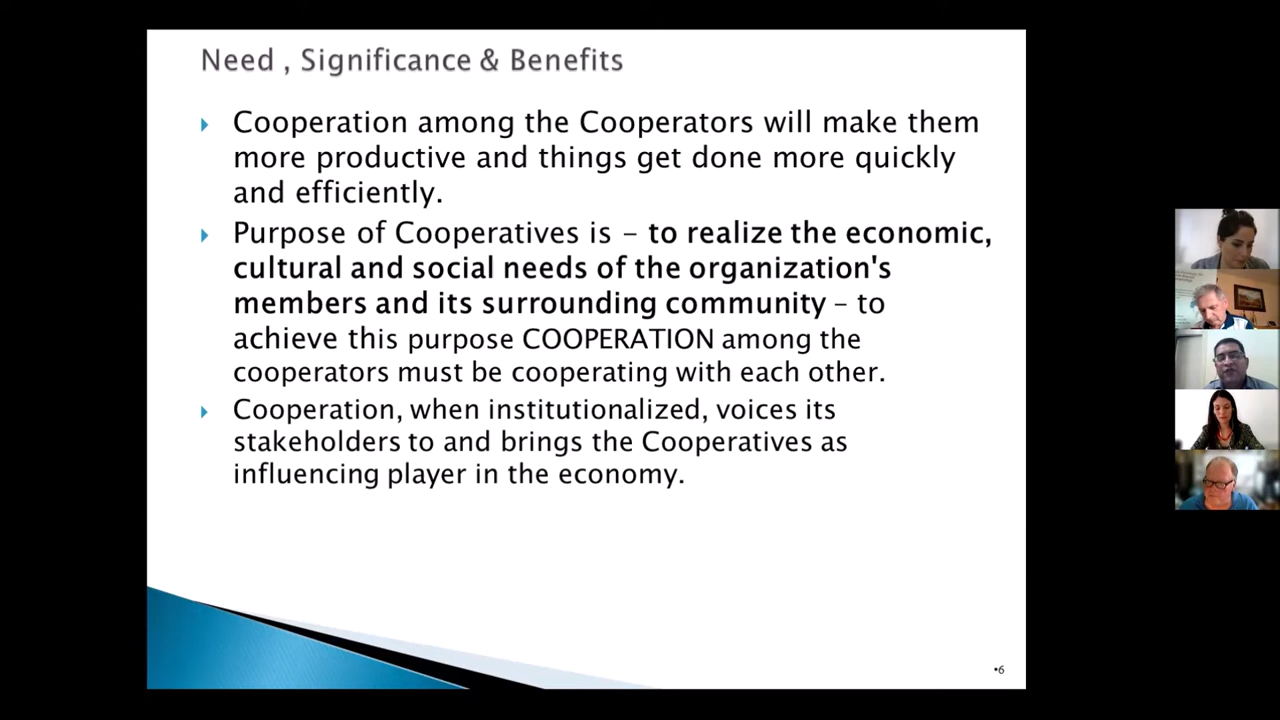 Need , Significance & Benefits
Cooperation among the Cooperators will make them
more productive and things get done more quickly
and efficiently.
Purpose of Cooperatives is – to realize the economic,
cultural and social needs of the organization's
members and its surrounding community – to
achieve this purpose COOPERATION among the
cooperators must be cooperating with each other.
Cooperation, when institutionalized, voices its
stakeholders to and brings the Cooperatives as
influencing player in the economy.
•6